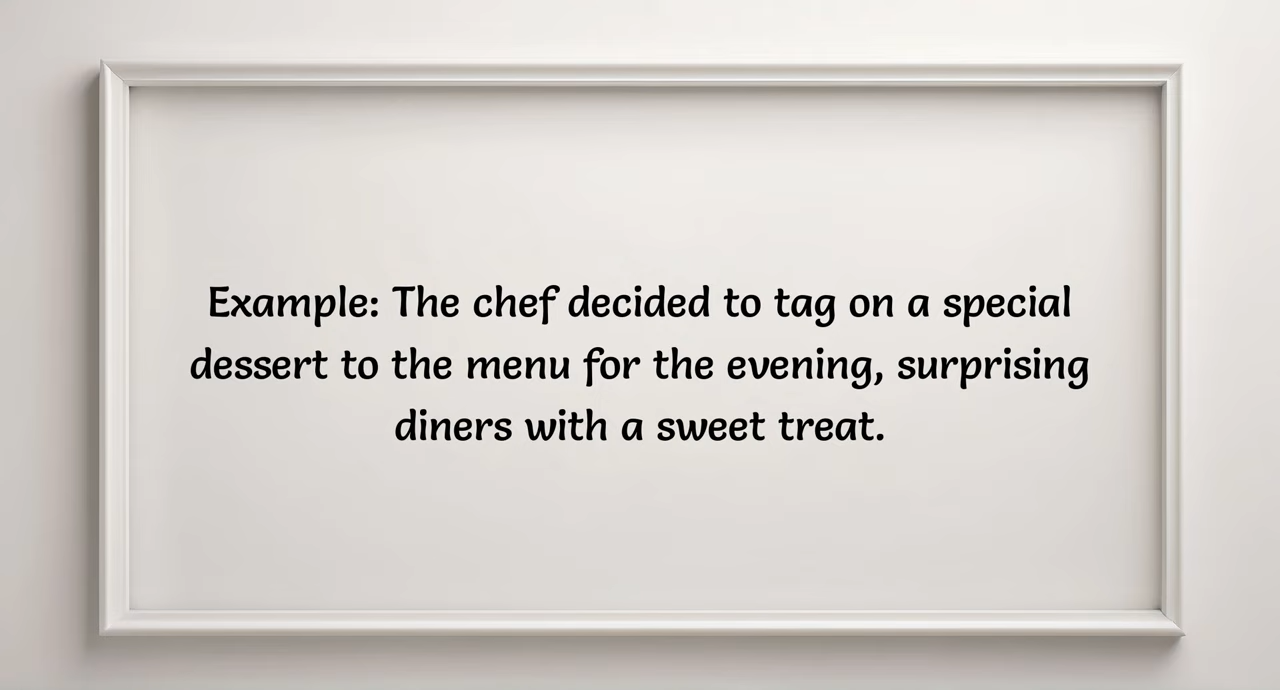 Example: The chef decided to tag on a special
dessert to the menu for the evening, surprising
diners with a sweet treat.